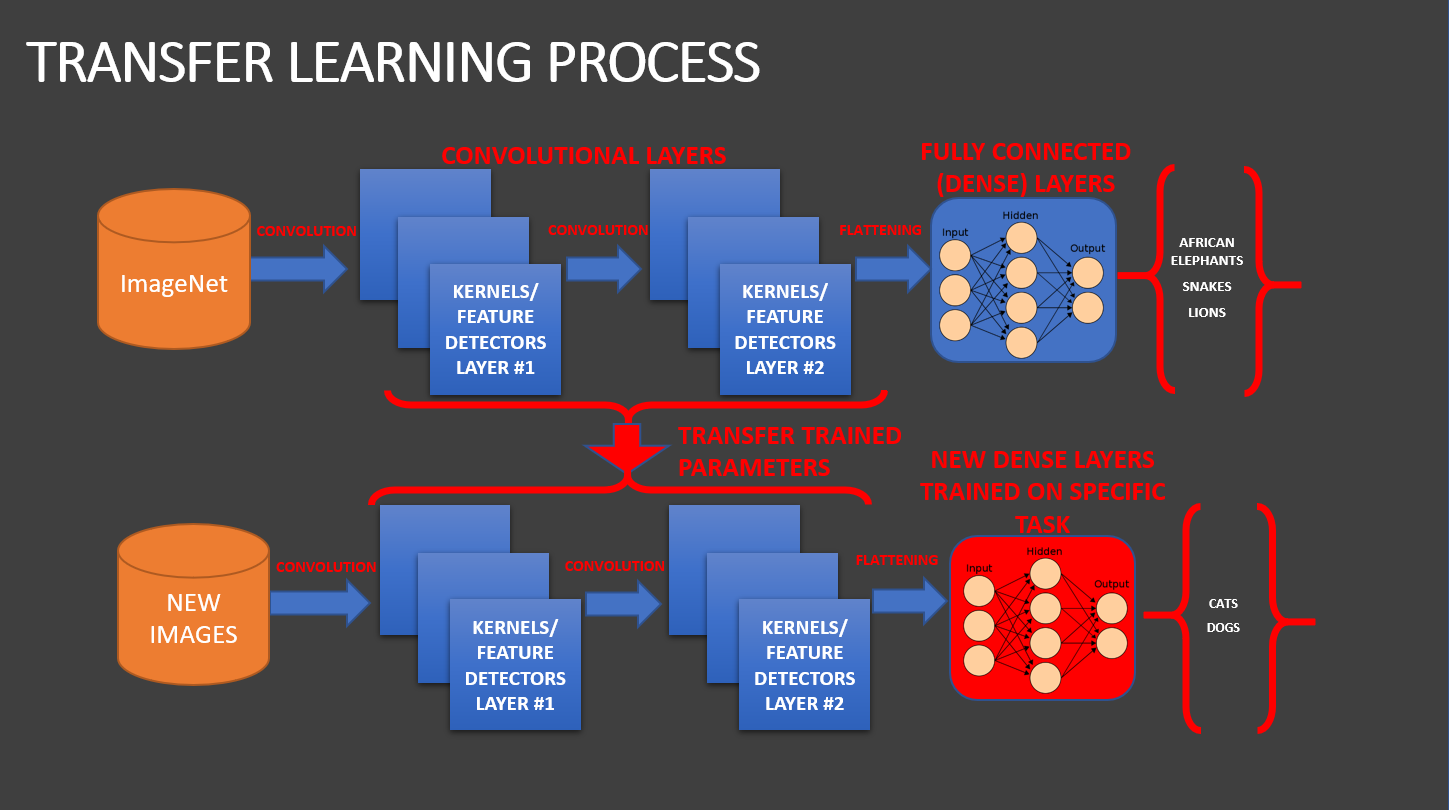 TRANSFER LEARNING PROCESS
CONVOLUTIONAL LAYERS
FULLY CONNECTED
(DENSE) LAYERS
ImageNet
CONVOLUTION
KERNELS/
FEATURE
DETECTORS
LAYER #1
CONVOLUTION
KERNELS/
FEATURE
DETECTORS
LAYER #2
FLATTENING
Input
Hidden
Output
AFRICAN
ELEPHANTS
SNAKES
LIONS
TRANSFER TRAINED
PARAMETERS
NEW DENSE LAYERS
TRAINED ON SPECIFIC
TASK
NEW
IMAGES
CONVOLUTION
KERNELS/
FEATURE
DETECTORS
LAYER #1
CONVOLUTION
KERNELS/
FEATURE
DETECTORS
LAYER #2
FLATTENING
Input
Hidden
Output
CATS
DOGS